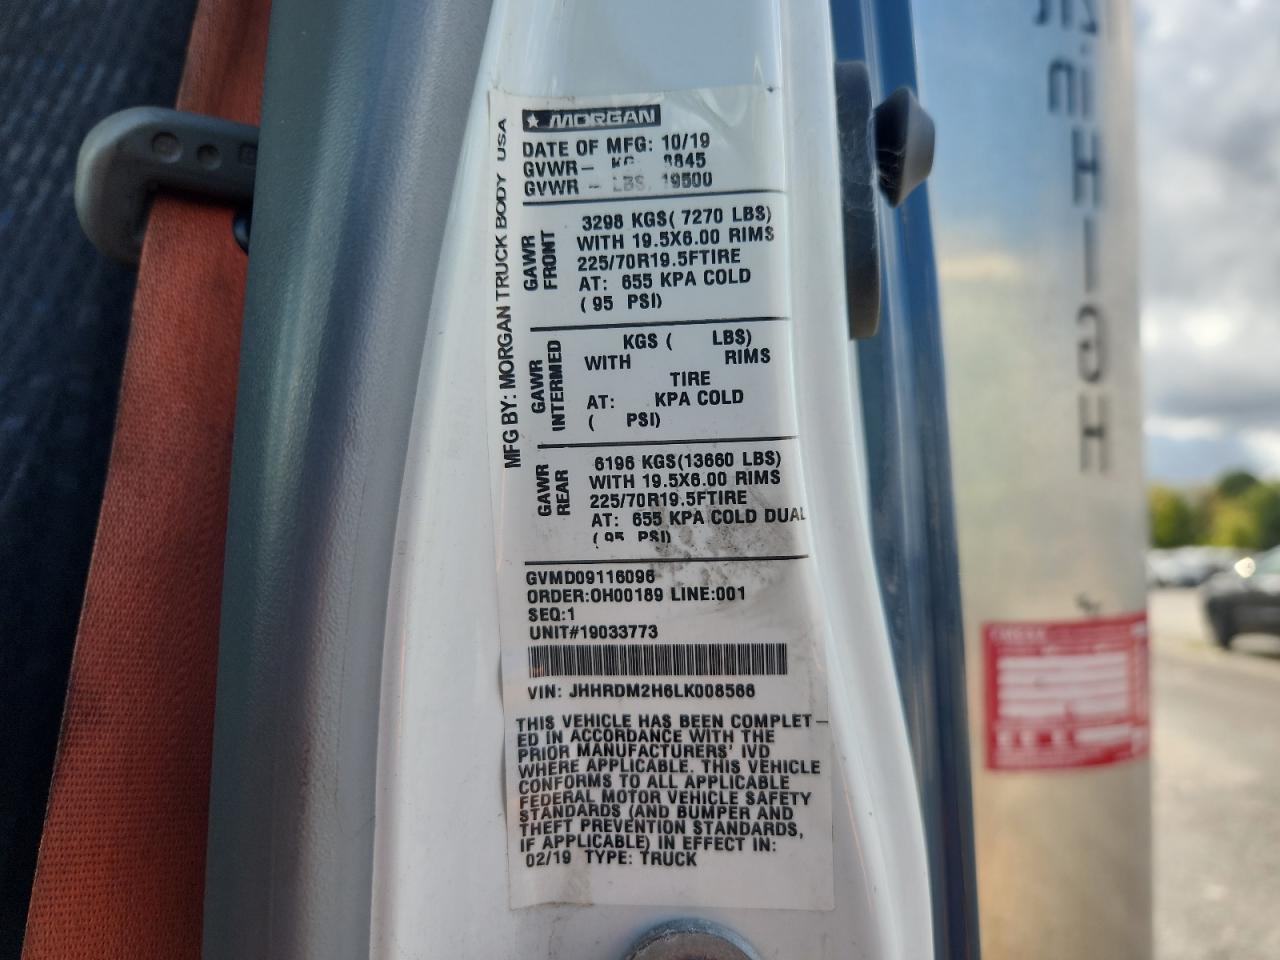 MFG BY: MORGAN TRUCK BODY USA
MORGAN
DATE OF MFG: 10/19
GVWR- KG 8845
GVWR - LBS. 19500
GAWR FRONT
3298 KGS( 7270 LBS)
WITH 19.5X6.00 RIMS
225/70R19.5FTIRE
AT: 655 KPA COLD
( 95 PSI)
GAWR INTERMED
KGS ( LBS)
WITH RIMS
TIRE
AT: KPA COLD
( PSI)
GAWR REAR
6196 KGS(13660 LBS)
WITH 19.5X6.00 RIMS
225/70R19.5FTIRE
AT: 655 KPA COLD DUAL
( 95 PSI)
GVMD09116096
ORDER:OH00189 LINE:001
SEQ:1
UNIT#19033773
VIN: JHHRDM2H6LK008566
THIS VEHICLE HAS BEEN COMPLET-
ED IN ACCORDANCE WITH THE
PRIOR MANUFACTURERS' IVD
WHERE APPLICABLE. THIS VEHICLE
CONFORMS TO ALL APPLICABLE
FEDERAL MOTOR VEHICLE SAFETY
STANDARDS (AND BUMPER AND
THEFT PREVENTION STANDARDS,
IF APPLICABLE) IN EFFECT IN:
02/19 TYPE: TRUCK